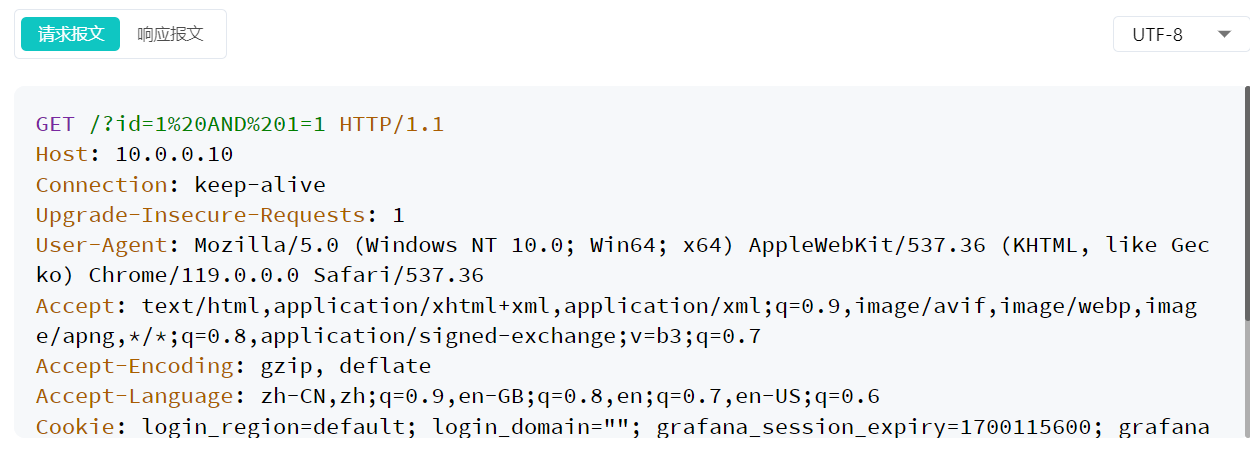 请求报文 响应报文 UTF-8
GET /?id=1%20AND%201=1 HTTP/1.1
Host: 10.0.0.10
Connection: keep-alive
Upgrade-Insecure-Requests: 1
User-Agent: Mozilla/5.0 (Windows NT 10.0; Win64; x64) AppleWebKit/537.36 (KHTML, like Gec
ko) Chrome/119.0.0.0 Safari/537.36
Accept: text/html,application/xhtml+xml,application/xml;q=0.9,image/avif,image/webp,imag
e/apng,*/*;q=0.8,application/signed-exchange;v=b3;q=0.7
Accept-Encoding: gzip, deflate
Accept-Language: zh-CN,zh;q=0.9,en-GB;q=0.8,en;q=0.7,en-US;q=0.6
Cookie: login_region=default; login_domain=""; grafana_session_expiry=1700115600; grafana